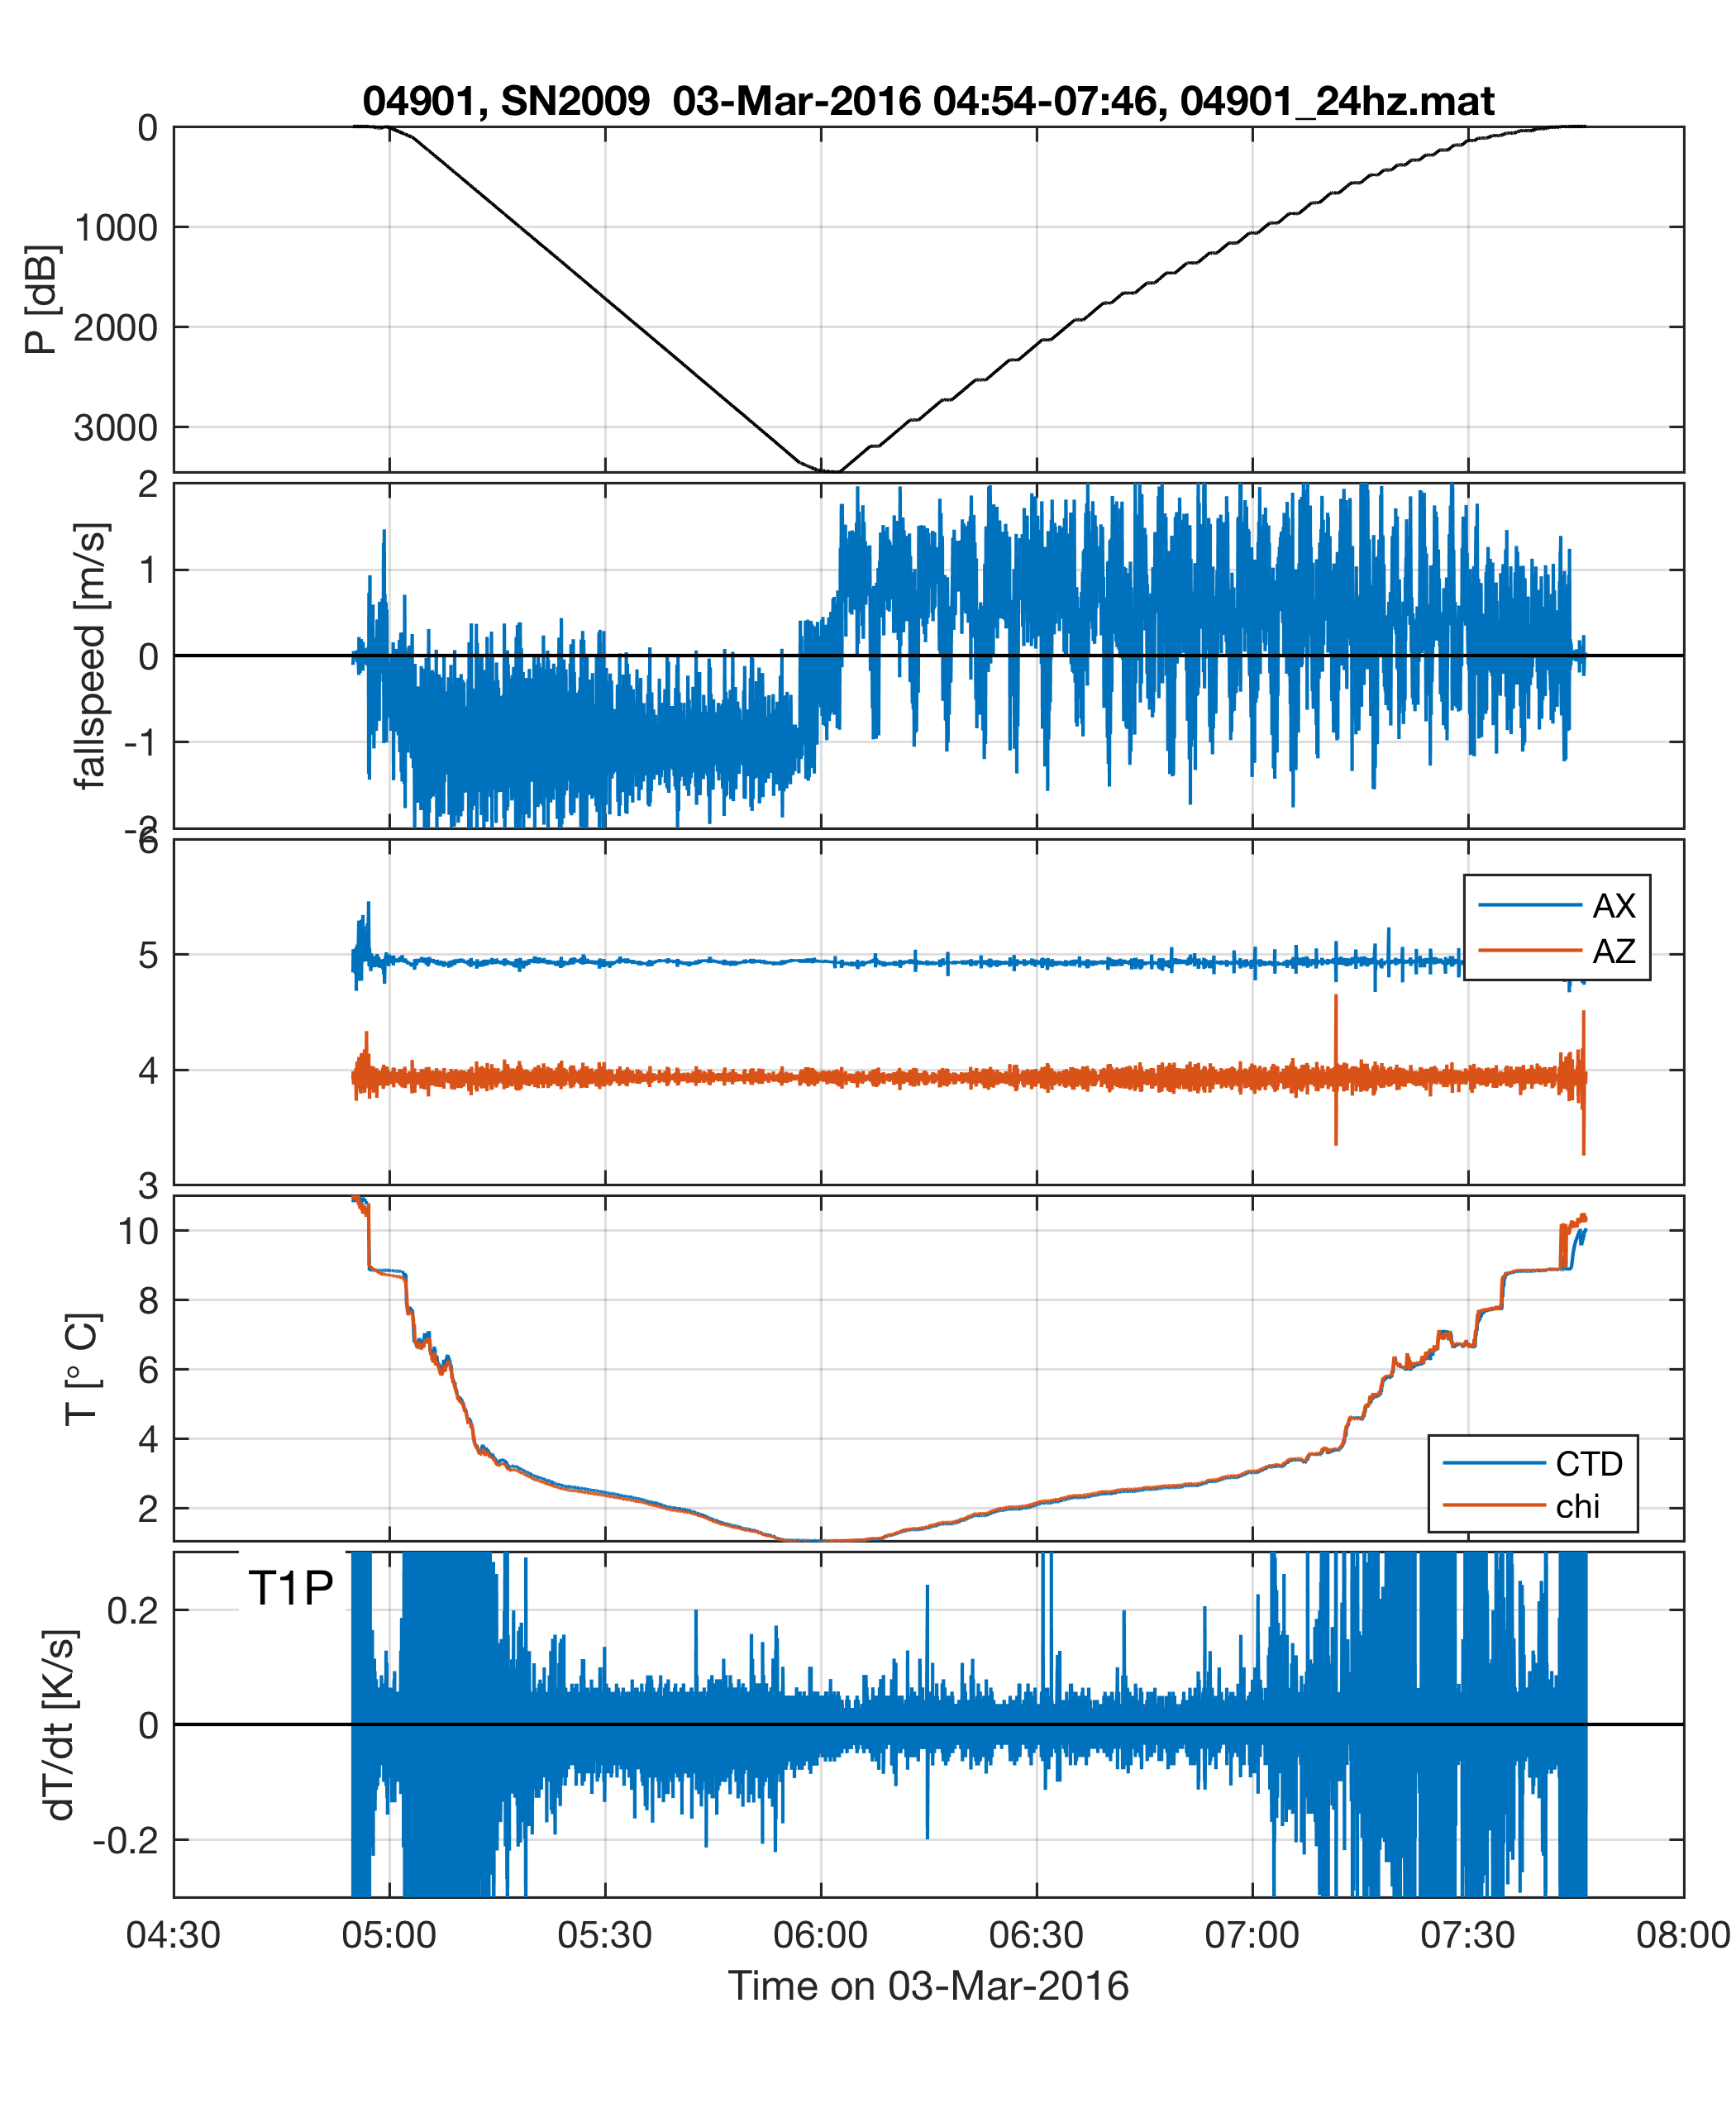 04901, SN2009  03-Mar-2016 04:54-07:46, 04901_24hz.mat
0
1000
2000
3000
P [dB]
2
1
0
-1
-2
fallspeed [m/s]
6
5
4
3
AX
AZ
10
8
6
4
2
T [° C]
CTD
chi
T1P
0.2
0
-0.2
dT/dt [K/s]
04:30 05:00 05:30 06:00 06:30 07:00 07:30 08:00
Time on 03-Mar-2016